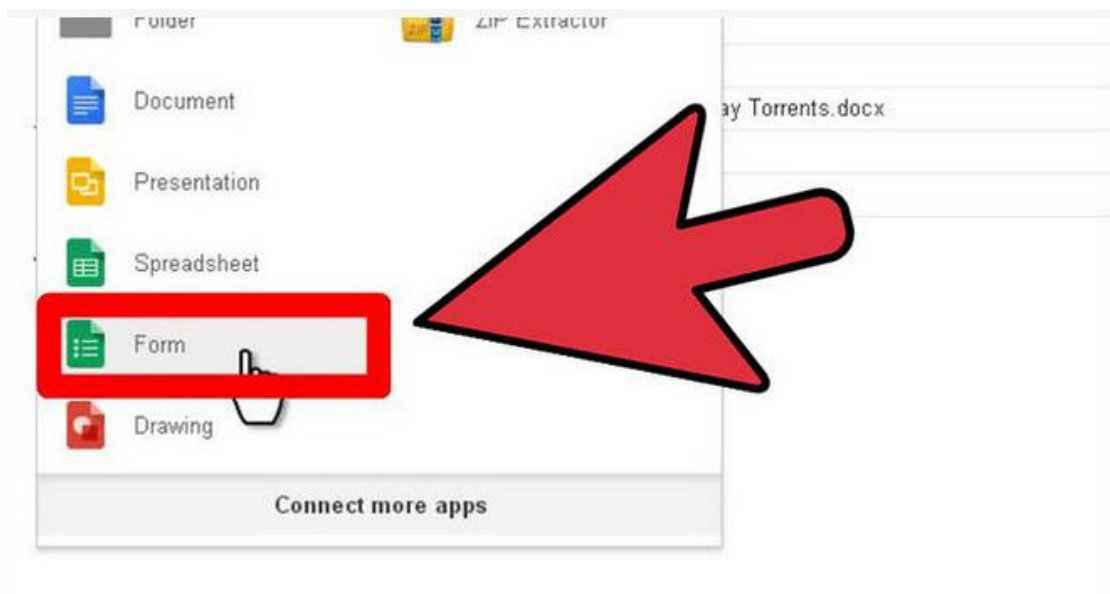 Folder
ZIP Extractor
Document
ay Torrents.docx
Presentation
Spreadsheet
Form
Drawing
Connect more apps